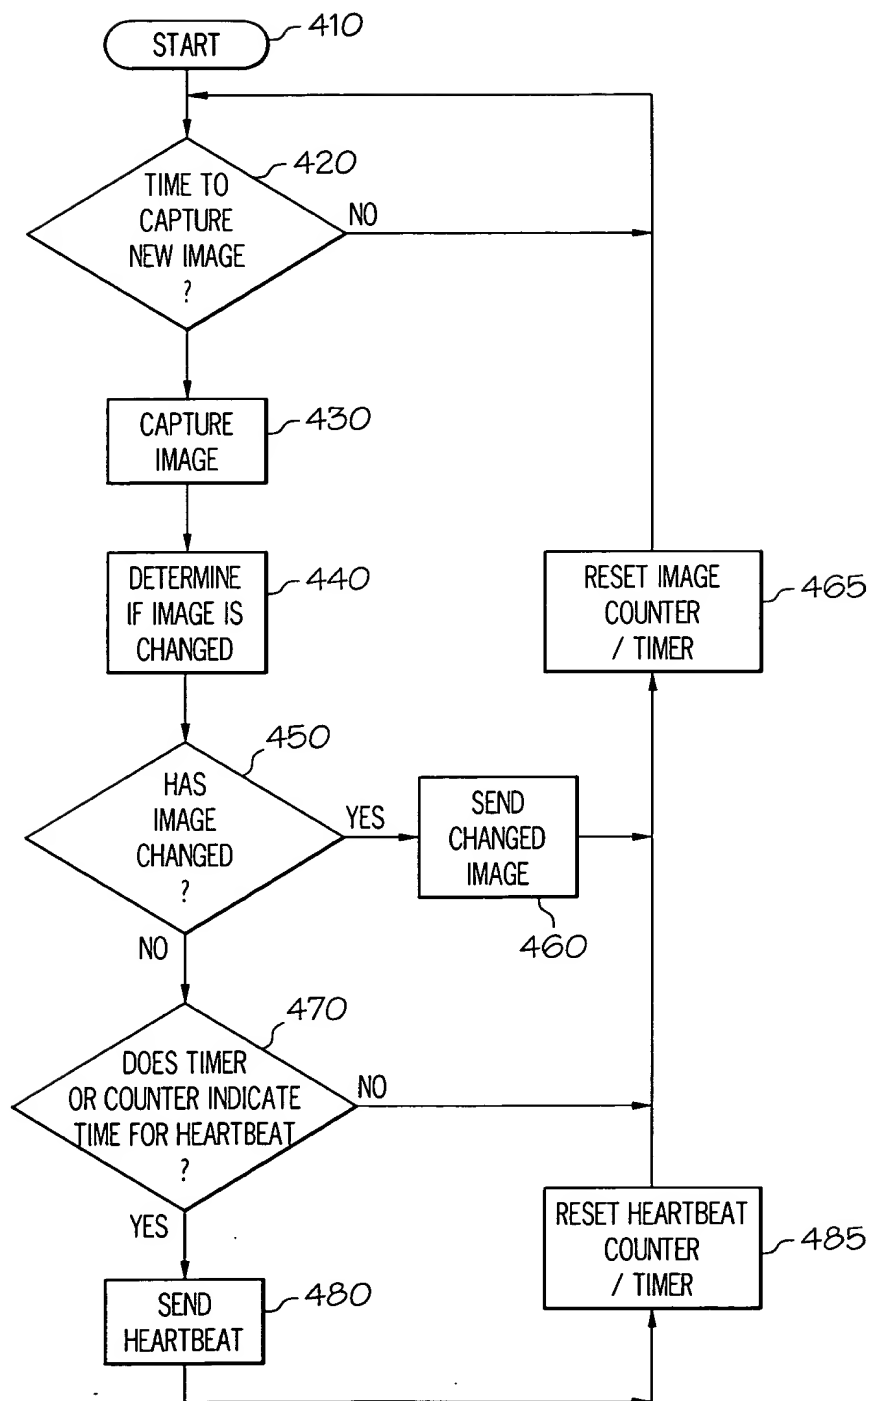 START
410
TIME TO
CAPTURE
NEW IMAGE
?
420
NO
CAPTURE
IMAGE
430
DETERMINE
IF IMAGE IS
CHANGED
440
RESET IMAGE
COUNTER
/ TIMER
465
HAS
IMAGE
CHANGED
?
450
YES
SEND
CHANGED
IMAGE
460
NO
DOES TIMER
OR COUNTER INDICATE
TIME FOR HEARTBEAT
?
470
NO
YES
RESET HEARTBEAT
COUNTER
/ TIMER
485
SEND
HEARTBEAT
480